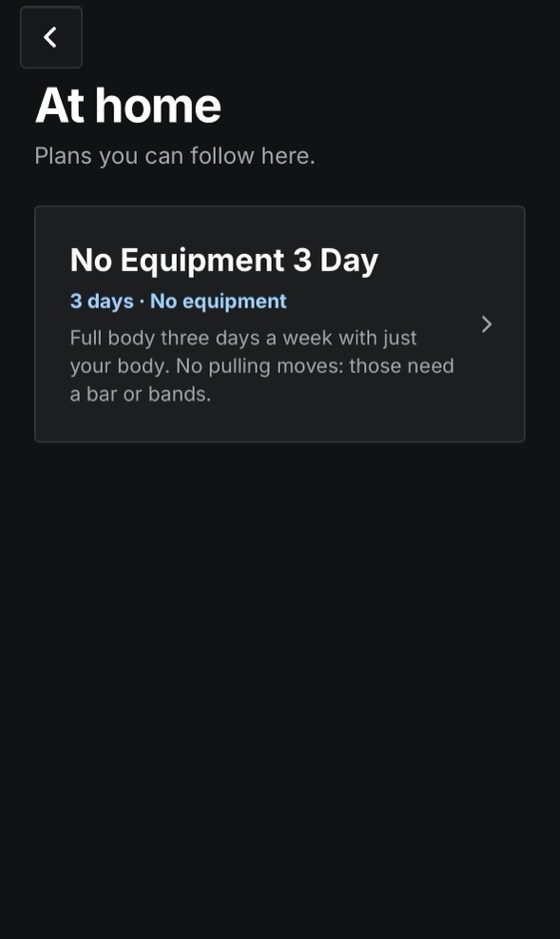 At home
Plans you can follow here.
No Equipment 3 Day
3 days · No equipment
Full body three days a week with just
your body. No pulling moves: those need
a bar or bands.